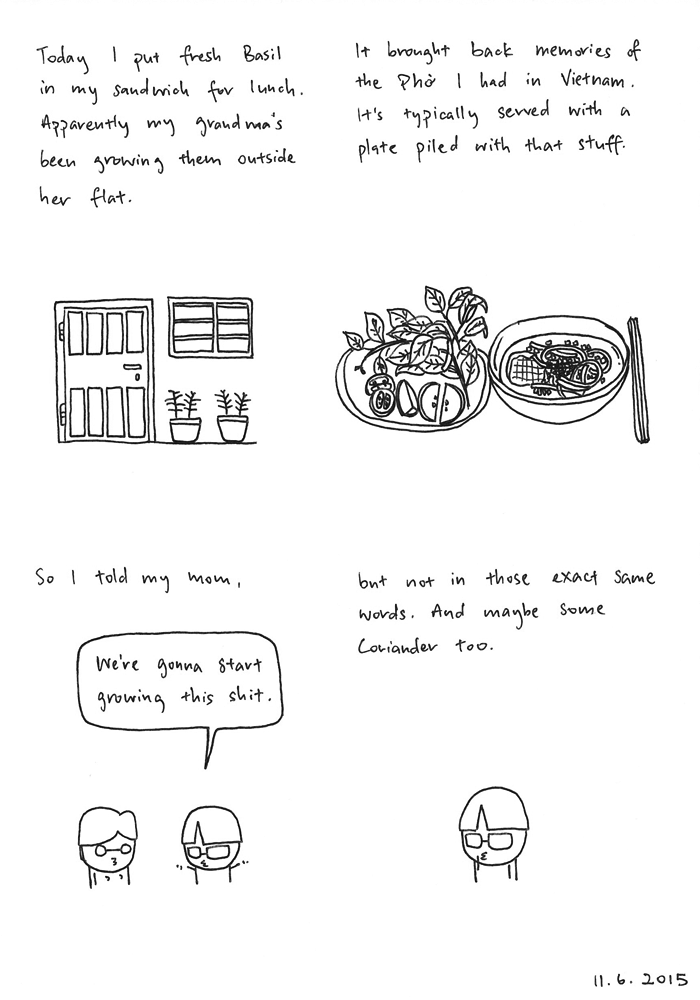 Today I put fresh Basil
in my sandwich for lunch.
Apparently my grandma's
been growing them outside
her flat.
It brought back memories of
the Phở I had in Vietnam.
It's typically served with a
plate piled with that stuff.
So I told my mom,
We're gonna start
growing this shit.
but not in those exact same
words. And maybe some
Coriander too.
11.6.2015